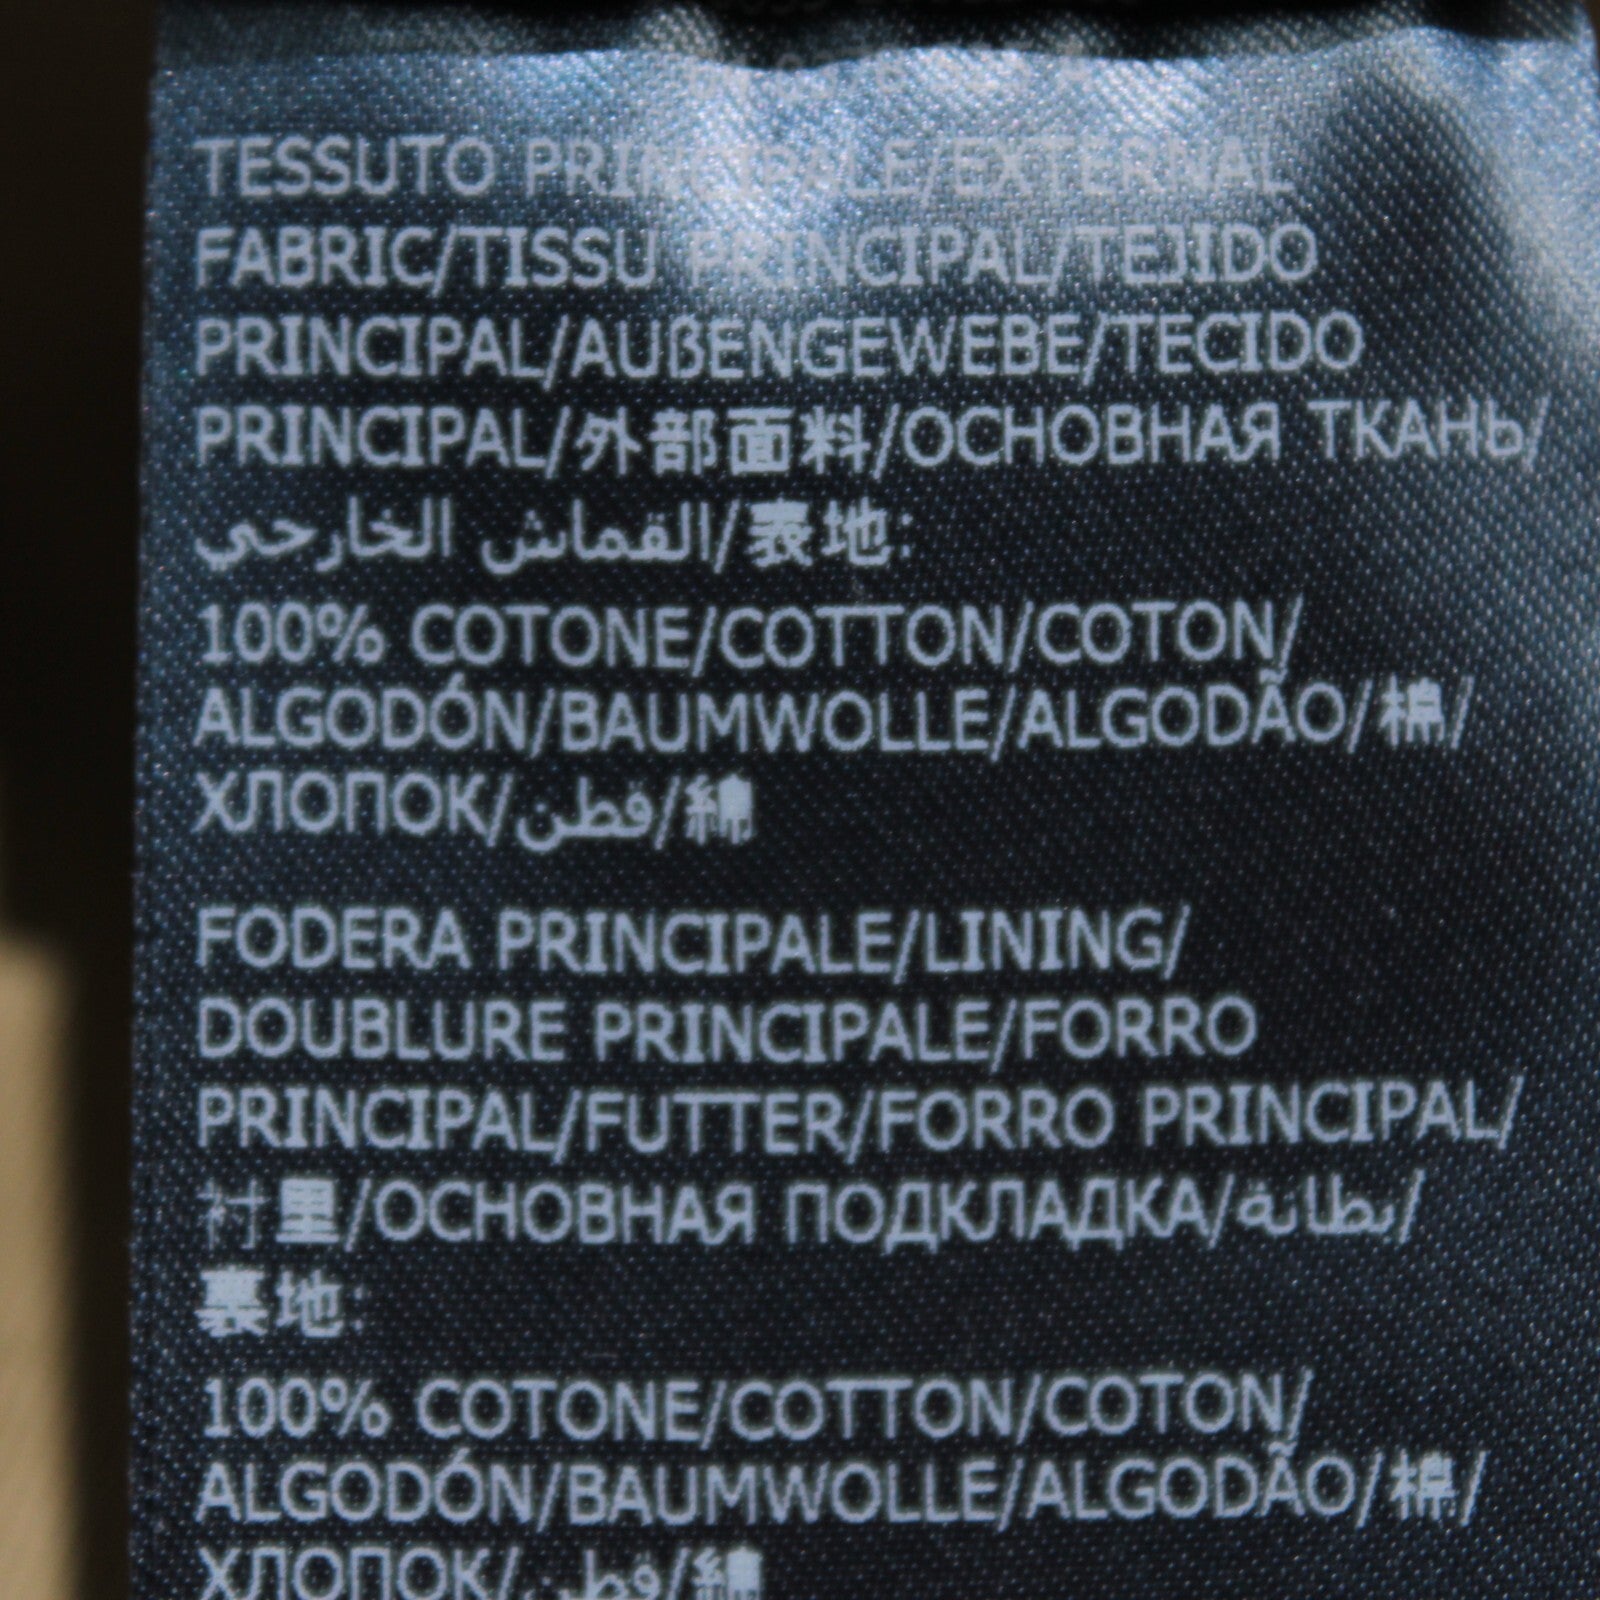 TESSUTO PRINCIPALE/EXTERNAL
FABRIC/TISSU PRINCIPAL/TEJIDO
PRINCIPAL/AUßENGEWEBE/TECIDO
PRINCIPAL/外部面料/ОСНОВНАЯ ТКАНЬ/
القماش الخارجي/表地:
100% COTONE/COTTON/COTON/
ALGODÓN/BAUMWOLLE/ALGODÃO/棉/
ХЛОПОК/قطن/綿
FODERA PRINCIPALE/LINING/
DOUBLURE PRINCIPALE/FORRO
PRINCIPAL/FUTTER/FORRO PRINCIPAL/
衬里/ОСНОВНАЯ ПОДКЛАДКА/بطانة/
裏地:
100% COTONE/COTTON/COTON/
ALGODÓN/BAUMWOLLE/ALGODÃO/棉/
ХЛОПОК/قطن/綿